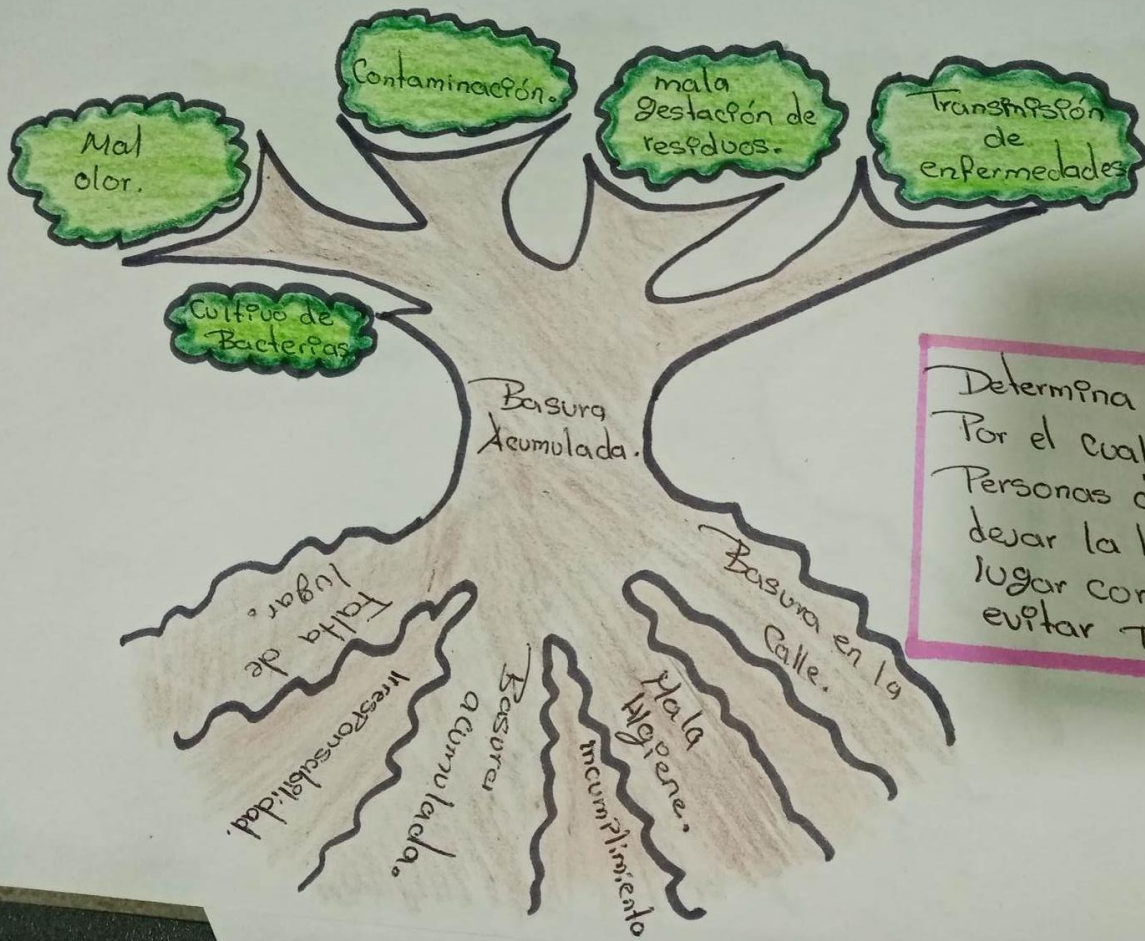 Mal
olor.
Contaminación.
mala
gestación de
residuos.
Transmisión
de
enfermedades
Cultivo de
Bacterias
Basura
Acumulada.
Determina
Por el cual
Personas
dejar la
lugar
evitar
Falta de
lugar.
Irresponsabilidad.
Basura
acumulada.
incumplimiento
Mala
Higiene.
Basura en la
Calle.